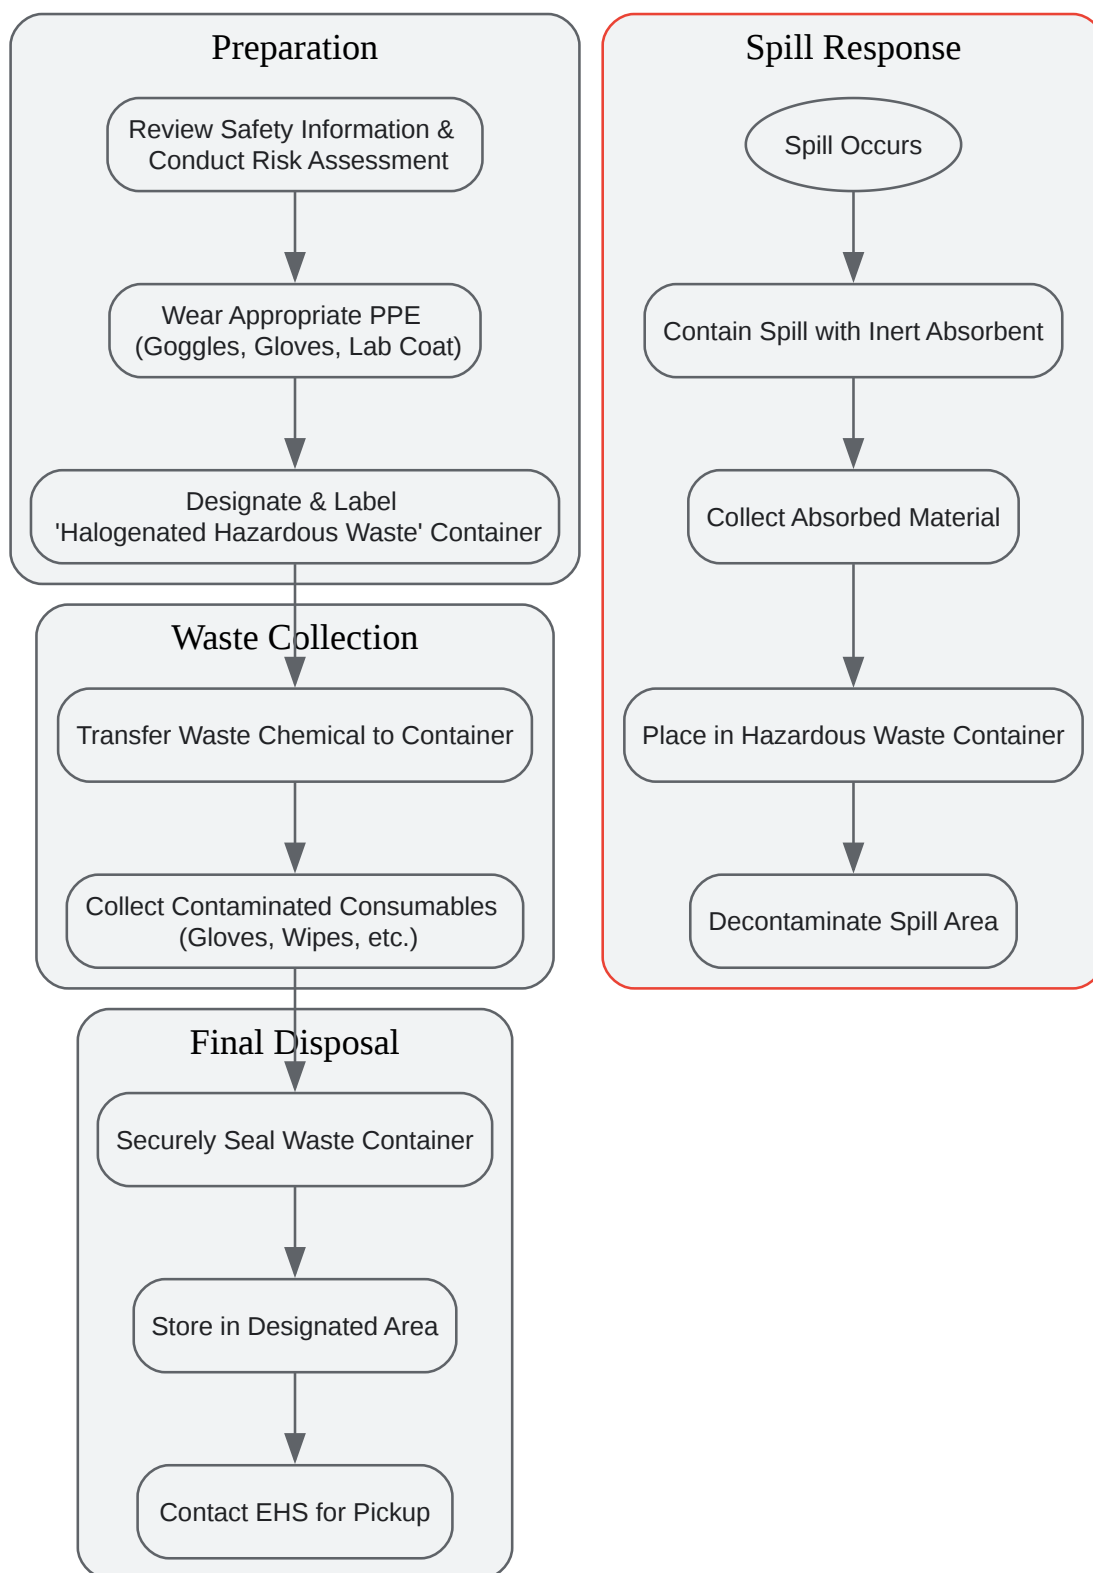 Preparation
Review Safety Information &
Conduct Risk Assessment
Wear Appropriate PPE
(Goggles, Gloves, Lab Coat)
Designate & Label
'Halogenated Hazardous Waste' Container
Waste Collection
Transfer Waste Chemical to Container
Collect Contaminated Consumables
(Gloves, Wipes, etc.)
Final Disposal
Securely Seal Waste Container
Store in Designated Area
Contact EHS for Pickup
Spill Response
Spill Occurs
Contain Spill with Inert Absorbent
Collect Absorbed Material
Place in Hazardous Waste Container
Decontaminate Spill Area